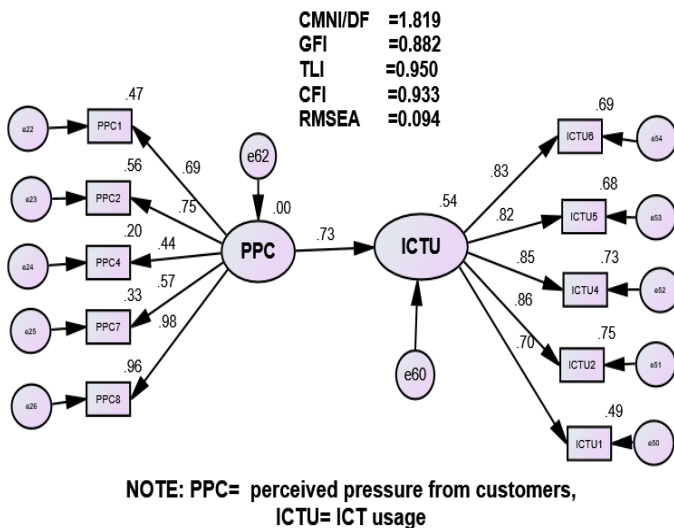 CMNI/DF =1.819
GFI =0.882
TLI =0.950
CFI =0.933
RMSEA =0.094
.47
e22
PPC1
.69
.56
e23
PPC2
.75
.20
e24
PPC4
.44
.33
e25
PPC7
.57
.96
e26
PPC8
.98
e62
.00
PPC
.73
.54
ICTU
e60
.69
ICTU6
e54
.83
.68
ICTU5
e53
.82
.73
ICTU4
e52
.85
.75
ICTU2
e51
.86
.49
ICTU1
e50
.70
NOTE: PPC= perceived pressure from customers,
ICTU= ICT usage